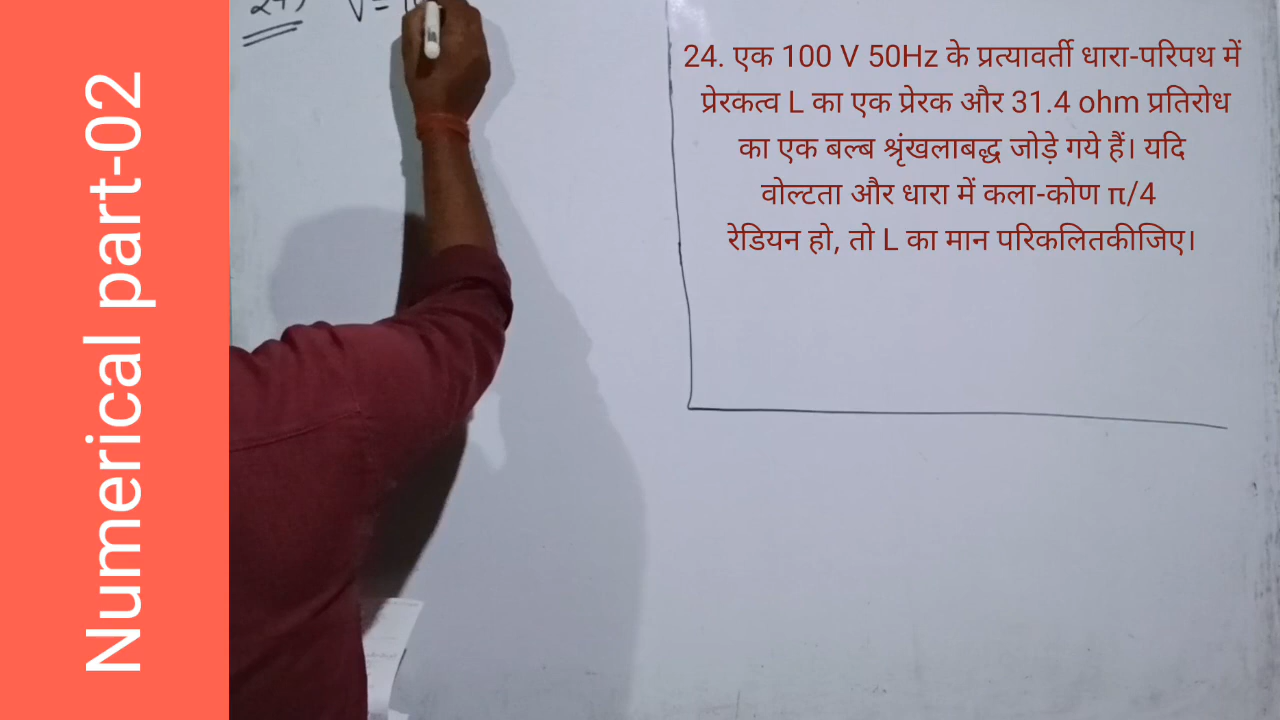 Numerical part-02
24. एक 100 V 50Hz के प्रत्यावर्ती धारा-परिपथ में
प्रेरकत्व L का एक प्रेरक और 31.4 ohm प्रतिरोध
का एक बल्ब श्रृंखलाबद्ध जोड़े गये हैं। यदि
वोल्टता और धारा में कला-कोण π/4
रेडियन हो, तो L का मान परिकलितकीजिए।
V =